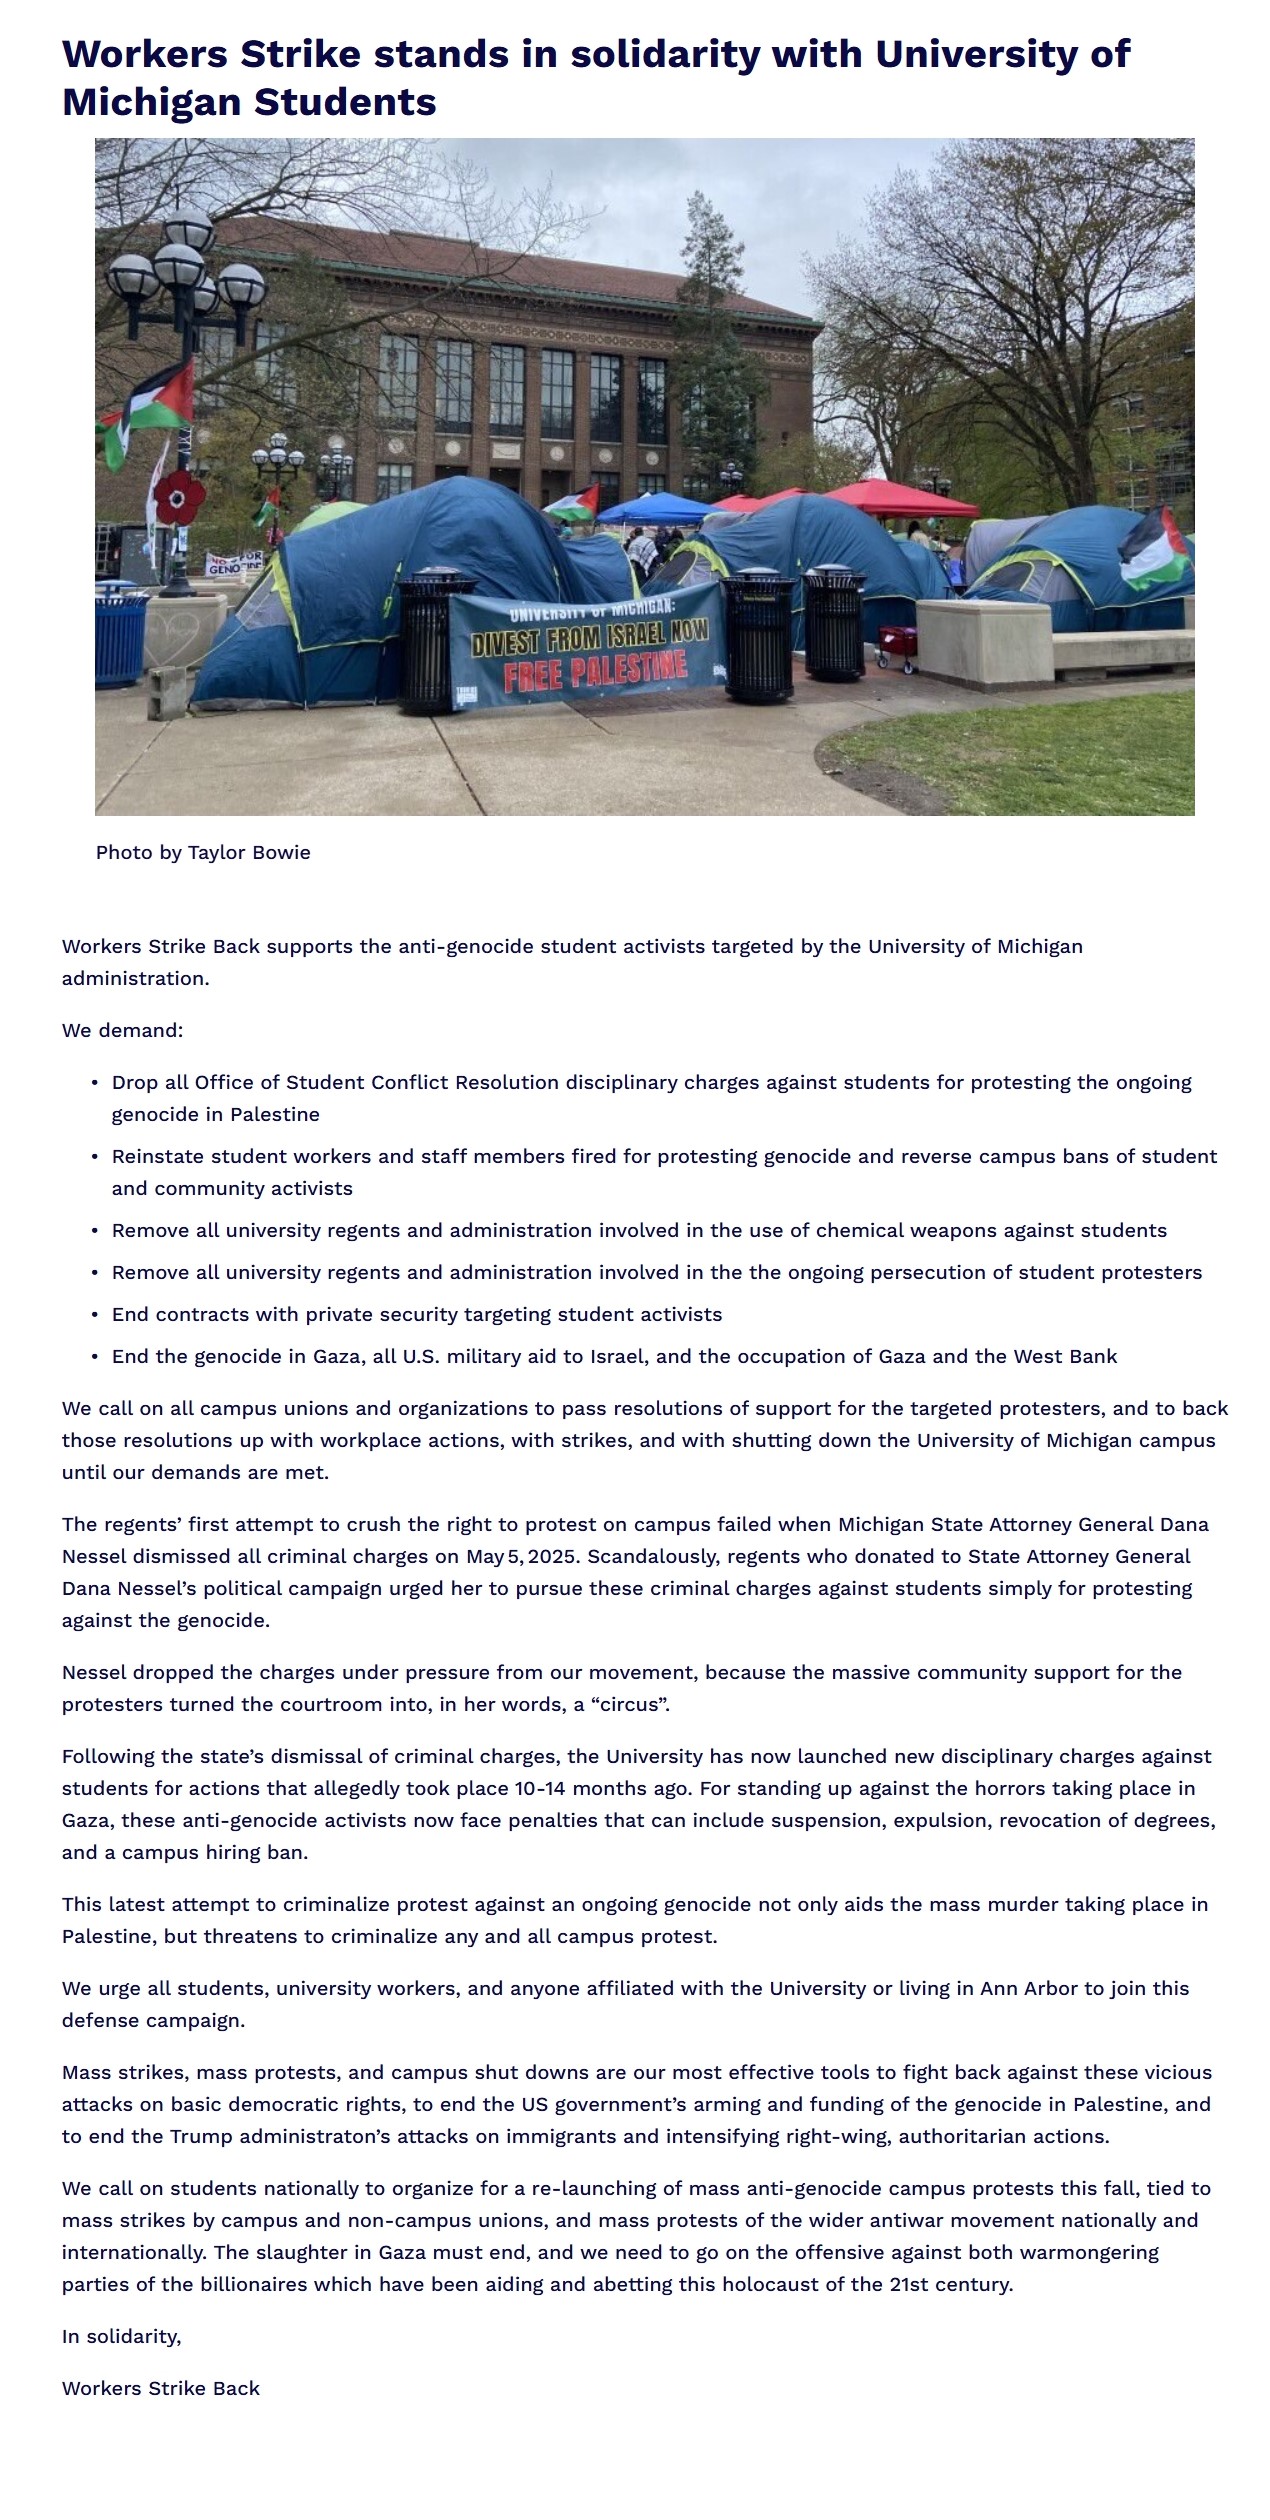 Workers Strike stands in solidarity with University of
Michigan Students
NO
FOR
GENOCIDE
UNIVERSITY OF MICHIGAN:
DIVEST FROM ISRAEL NOW
FREE PALESTINE
Photo by Taylor Bowie
Workers Strike Back supports the anti-genocide student activists targeted by the University of Michigan
administration.
We demand:
• Drop all Office of Student Conflict Resolution disciplinary charges against students for protesting the ongoing
genocide in Palestine
• Reinstate student workers and staff members fired for protesting genocide and reverse campus bans of student
and community activists
• Remove all university regents and administration involved in the use of chemical weapons against students
• Remove all university regents and administration involved in the the ongoing persecution of student protesters
• End contracts with private security targeting student activists
• End the genocide in Gaza, all U.S. military aid to Israel, and the occupation of Gaza and the West Bank
We call on all campus unions and organizations to pass resolutions of support for the targeted protesters, and to back
those resolutions up with workplace actions, with strikes, and with shutting down the University of Michigan campus
until our demands are met.
The regents’ first attempt to crush the right to protest on campus failed when Michigan State Attorney General Dana
Nessel dismissed all criminal charges on May 5, 2025. Scandalously, regents who donated to State Attorney General
Dana Nessel’s political campaign urged her to pursue these criminal charges against students simply for protesting
against the genocide.
Nessel dropped the charges under pressure from our movement, because the massive community support for the
protesters turned the courtroom into, in her words, a “circus”.
Following the state’s dismissal of criminal charges, the University has now launched new disciplinary charges against
students for actions that allegedly took place 10-14 months ago. For standing up against the horrors taking place in
Gaza, these anti-genocide activists now face penalties that can include suspension, expulsion, revocation of degrees,
and a campus hiring ban.
This latest attempt to criminalize protest against an ongoing genocide not only aids the mass murder taking place in
Palestine, but threatens to criminalize any and all campus protest.
We urge all students, university workers, and anyone affiliated with the University or living in Ann Arbor to join this
defense campaign.
Mass strikes, mass protests, and campus shut downs are our most effective tools to fight back against these vicious
attacks on basic democratic rights, to end the US government’s arming and funding of the genocide in Palestine, and
to end the Trump administraton’s attacks on immigrants and intensifying right-wing, authoritarian actions.
We call on students nationally to organize for a re-launching of mass anti-genocide campus protests this fall, tied to
mass strikes by campus and non-campus unions, and mass protests of the wider antiwar movement nationally and
internationally. The slaughter in Gaza must end, and we need to go on the offensive against both warmongering
parties of the billionaires which have been aiding and abetting this holocaust of the 21st century.
In solidarity,
Workers Strike Back